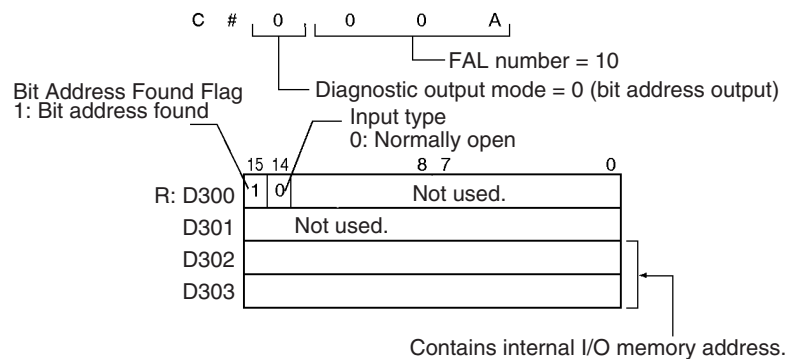 C # 0 0 0 A
FAL number = 10
Diagnostic output mode = 0 (bit address output)
Bit Address Found Flag
1: Bit address found
Input type
0: Normally open
15 14 8 7 0
R: D300 1 0 Not used.
D301 Not used.
D302
D303
Contains internal I/O memory address.